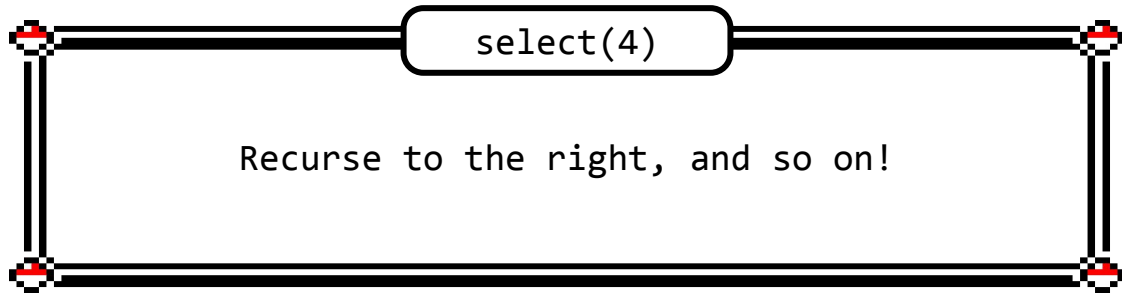 select(4)
Recurse to the right, and so on!